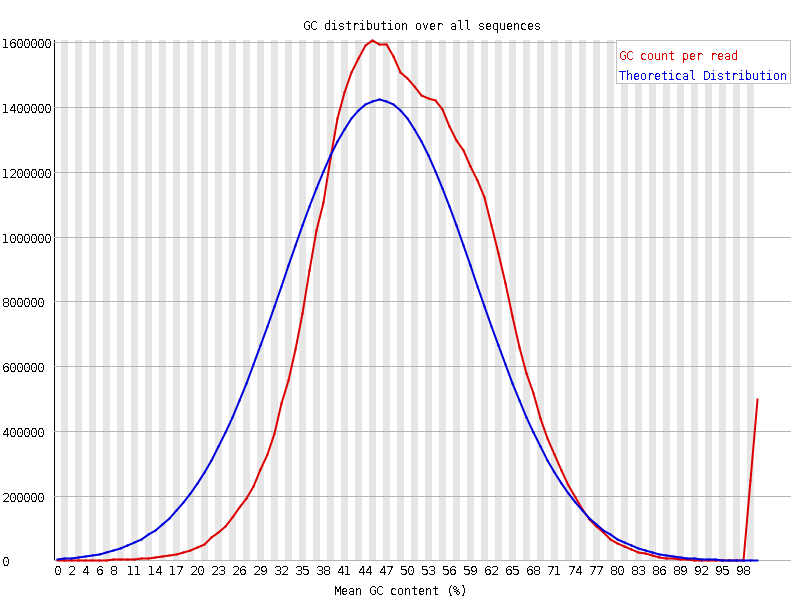 GC distribution over all sequences
GC count per read
Theoretical Distribution
1600000
1400000
1200000
1000000
800000
600000
400000
200000
0
0 2 4 6 8 11 14 17 20 23 26 29 32 35 38 41 44 47 50 53 56 59 62 65 68 71 74 77 80 83 86 89 92 95 98
Mean GC content (%)